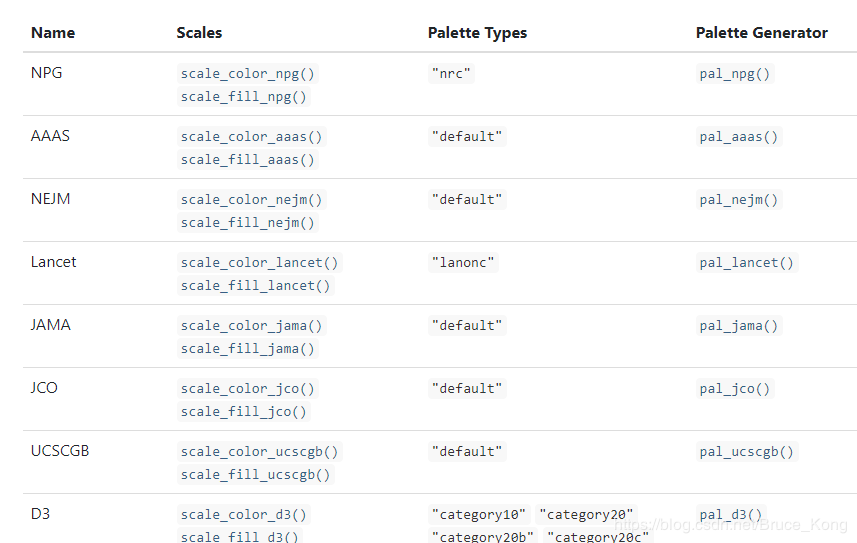 Name Scales Palette Types Palette Generator
NPG scale_color_npg() "nrc" pal_npg()
scale_fill_npg()
AAAS scale_color_aaas() "default" pal_aaas()
scale_fill_aaas()
NEJM scale_color_nejm() "default" pal_nejm()
scale_fill_nejm()
Lancet scale_color_lancet() "lanonc" pal_lancet()
scale_fill_lancet()
JAMA scale_color_jama() "default" pal_jama()
scale_fill_jama()
JCO scale_color_jco() "default" pal_jco()
scale_fill_jco()
UCSCGB scale_color_ucscgb() "default" pal_ucscgb()
scale_fill_ucscgb()
D3 scale_color_d3() "category10" "category20" pal_d3()
scale_fill_d3() "category20b" "category20c"
https://blog.csdn.net/Bruce_Kong